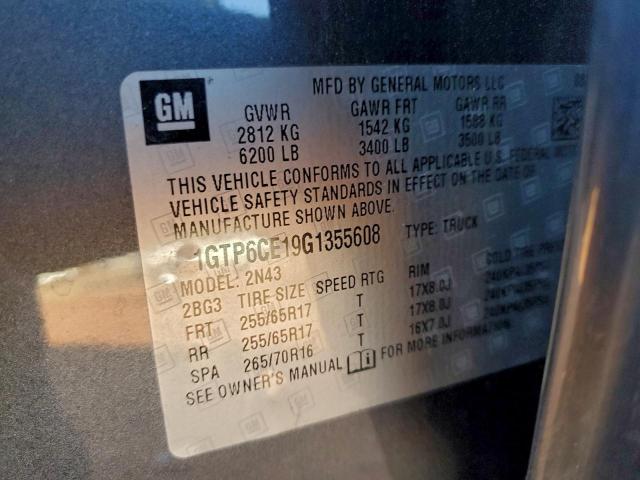 GM
MFD BY GENERAL MOTORS LLC
GVWR GAWR FRT GAWR RR
2812 KG 1542 KG 1588 KG
6200 LB 3400 LB 3500 LB
THIS VEHICLE CONFORMS TO ALL APPLICABLE U.S. FEDERAL
VEHICLE SAFETY STANDARDS IN EFFECT ON THE DATE OF
MANUFACTURE SHOWN ABOVE.
1GTP6CE19G1355608 TYPE: TRUCK
MODEL: 2N43
2BG3 TIRE SIZE SPEED RTG RIM COLD TIRE
FRT 255/65R17 T 17X8.0J
RR 255/65R17 T 17X8.0J
SPA 265/70R16 T 16X7.0J
SEE OWNER'S MANUAL FOR MORE INFORMATION